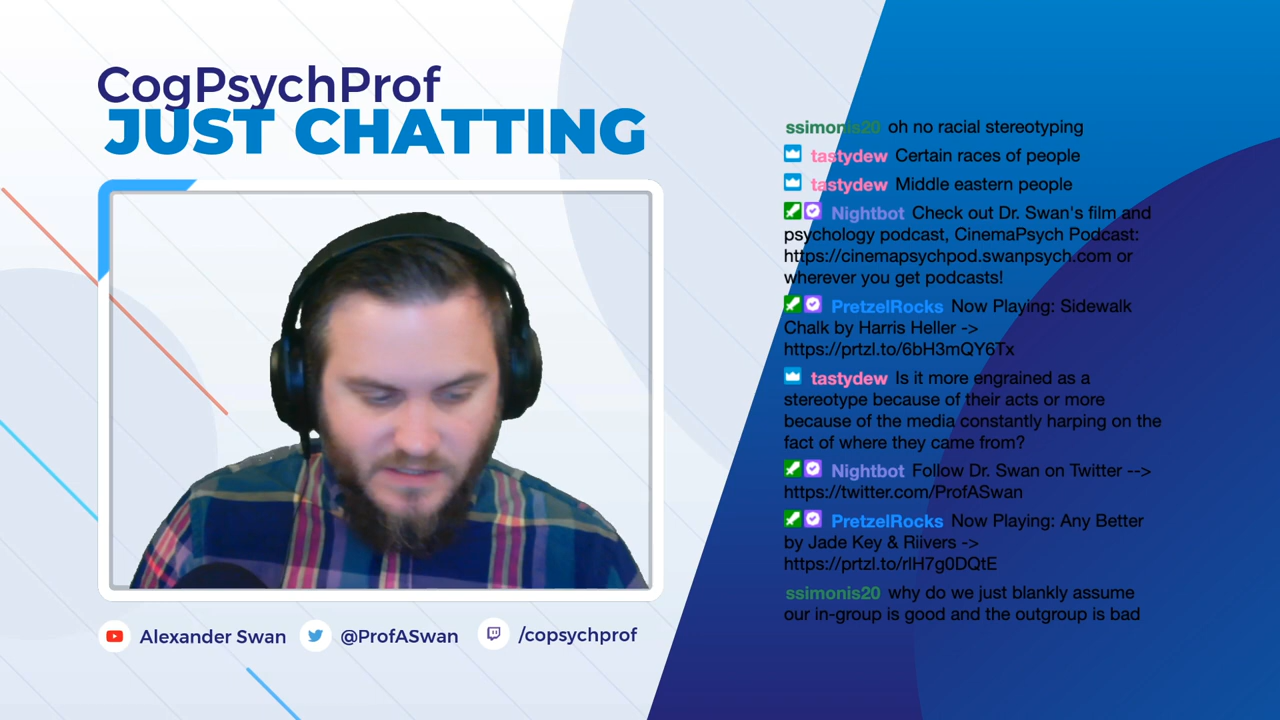 CogPsychProf
JUST CHATTING
Alexander Swan
@ProfASwan
/copsychprof
ssimonis20 oh no racial stereotyping
tastydew Certain races of people
tastydew Middle eastern people
Nightbot Check out Dr. Swan's film and
psychology podcast, CinemaPsych Podcast:
https://cinemapsychpod.swanpsych.com or
wherever you get podcasts!
PretzelRocks Now Playing: Sidewalk
Chalk by Harris Heller ->
https://prtzl.to/6bH3mQY6Tx
tastydew Is it more engrained as a
stereotype because of their acts or more
because of the media constantly harping on the
fact of where they came from?
Nightbot Follow Dr. Swan on Twitter -->
https://twitter.com/ProfASwan
PretzelRocks Now Playing: Any Better
by Jade Key & Riivers ->
https://prtzl.to/rlH7g0DQtE
ssimonis20 why do we just blankly assume
our in-group is good and the outgroup is bad